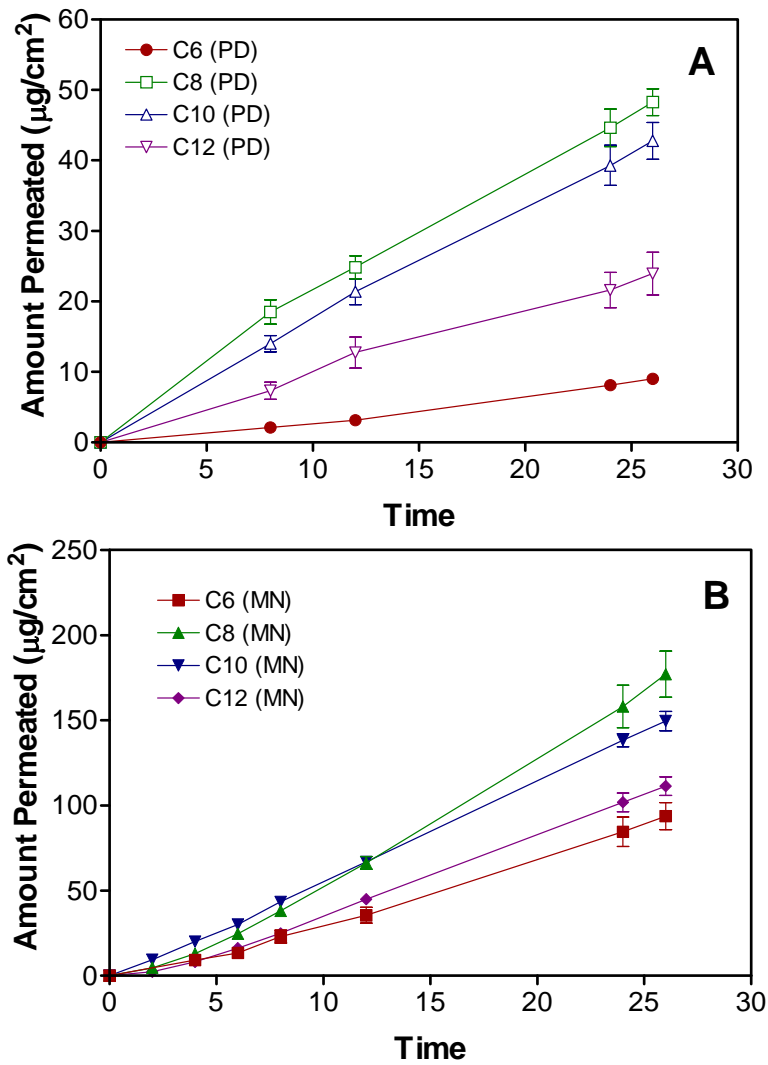 60
50
40
30
20
10
0
Amount Permeated (µg/cm²)
C6 (PD)
C8 (PD)
C10 (PD)
C12 (PD)
A
0 5 10 15 20 25 30
Time
250
200
150
100
50
0
Amount Permeated (µg/cm²)
C6 (MN)
C8 (MN)
C10 (MN)
C12 (MN)
B
0 5 10 15 20 25 30
Time